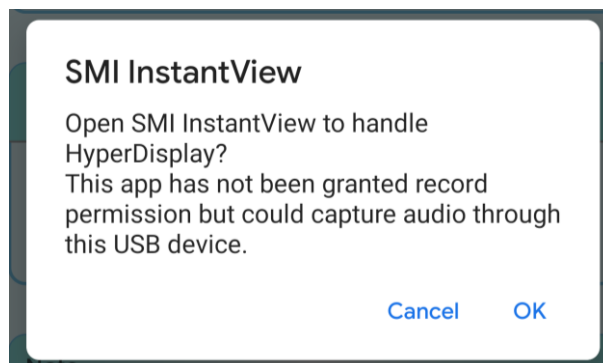 SMI InstantView
Open SMI InstantView to handle
HyperDisplay?
This app has not been granted record
permission but could capture audio through
this USB device.
Cancel OK